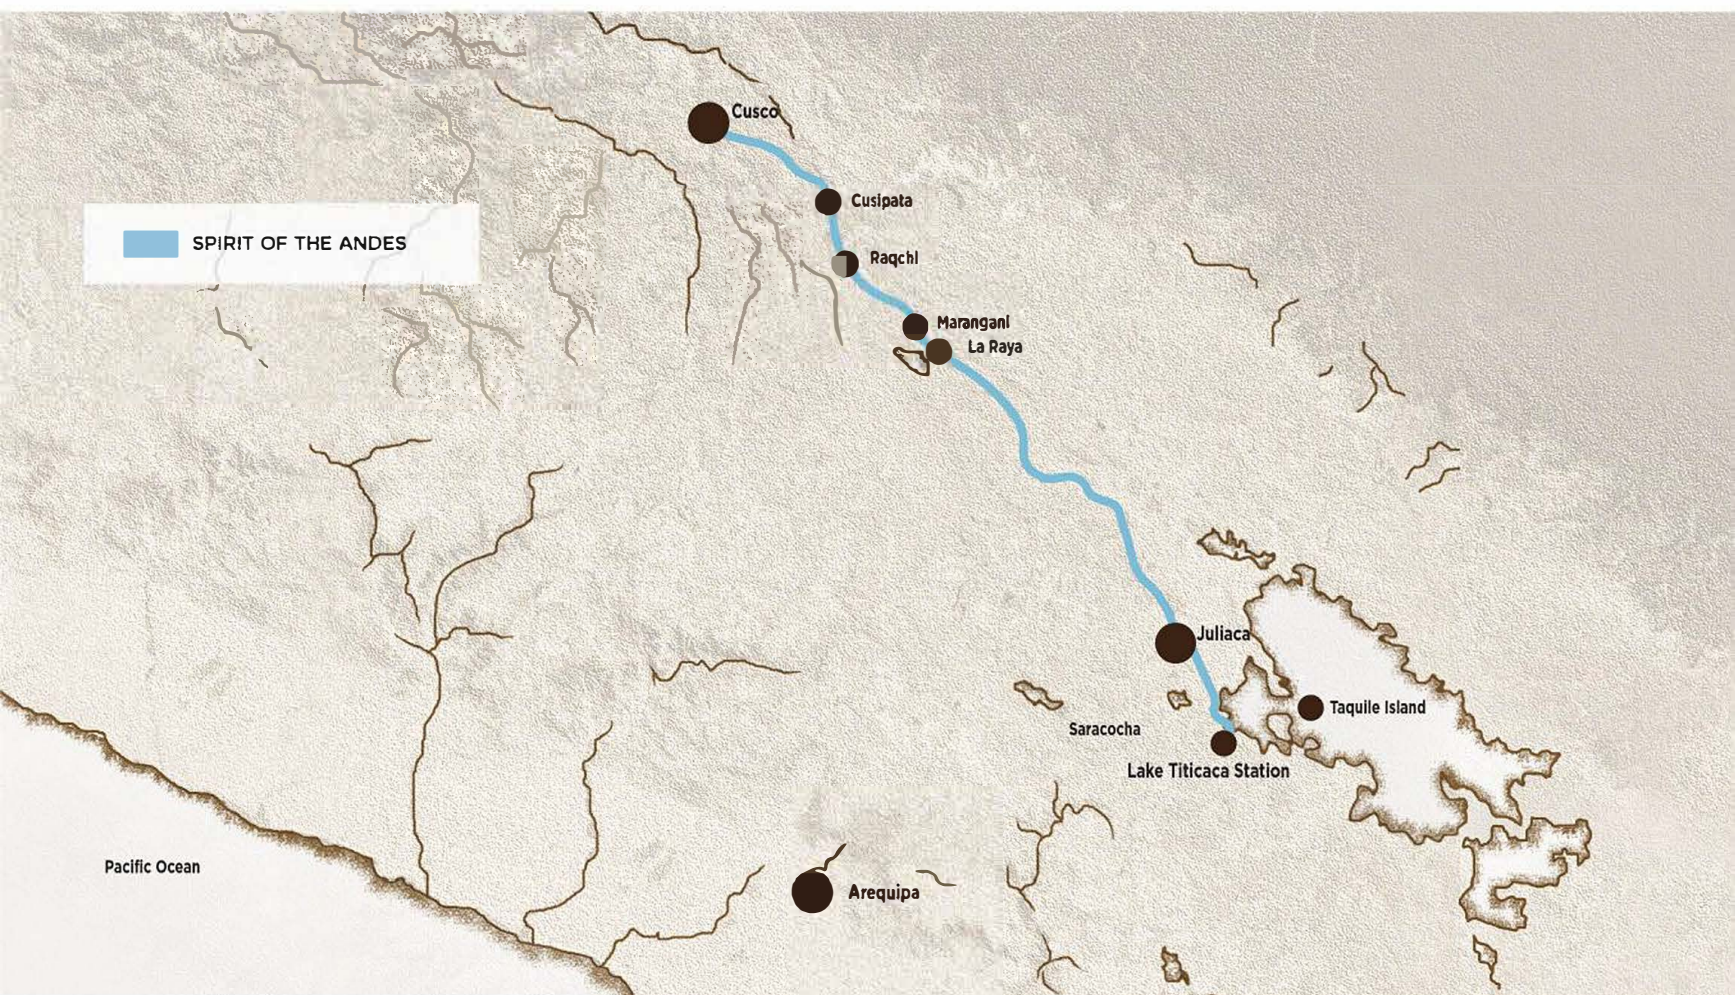 Cusco
Cusipata
SPIRIT OF THE ANDES
Raqchi
Marangani
La Raya
Juliaca
Taquile Island
Saracocha
Lake Titicaca Station
Pacific Ocean
Arequipa